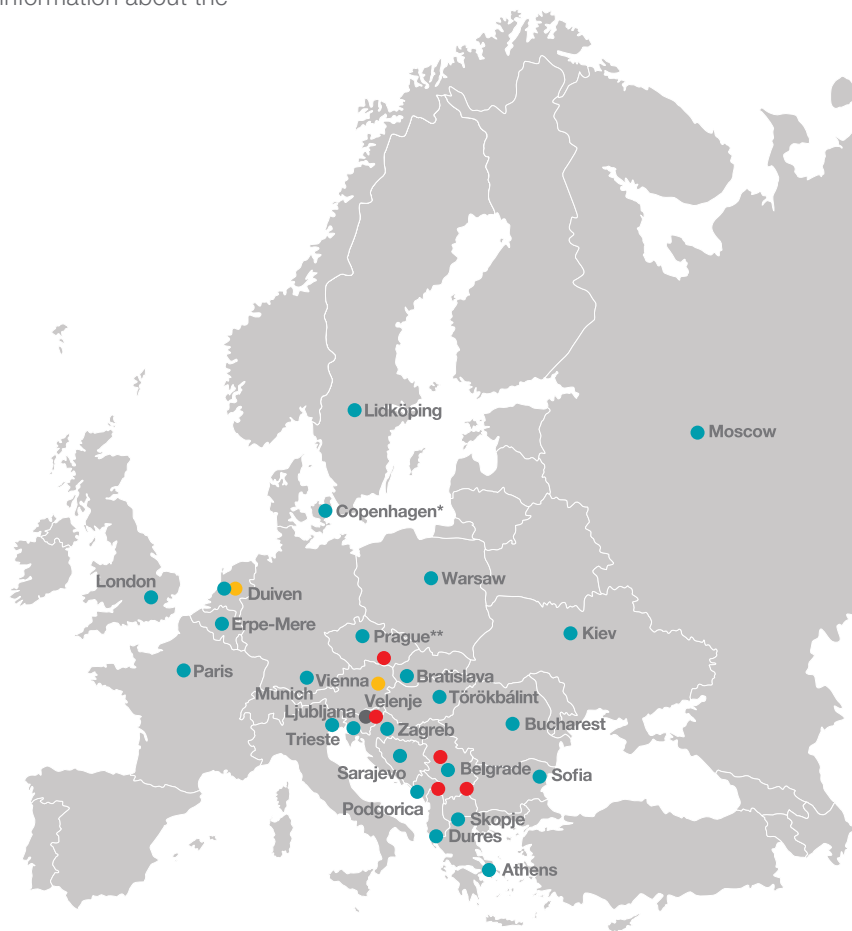 information about the
Lidköping
Moscow
Copenhagen*
Warsaw
London
Duiven
Erpe-Mere
Kiev
Prague**
Paris
Bratislava
Vienna
Munich
Törökbálint
Velenje
Ljubljana
Bucharest
Zagreb
Trieste
Belgrade
Sarajevo
Sofia
Podgorica
Skopje
Durres
Athens